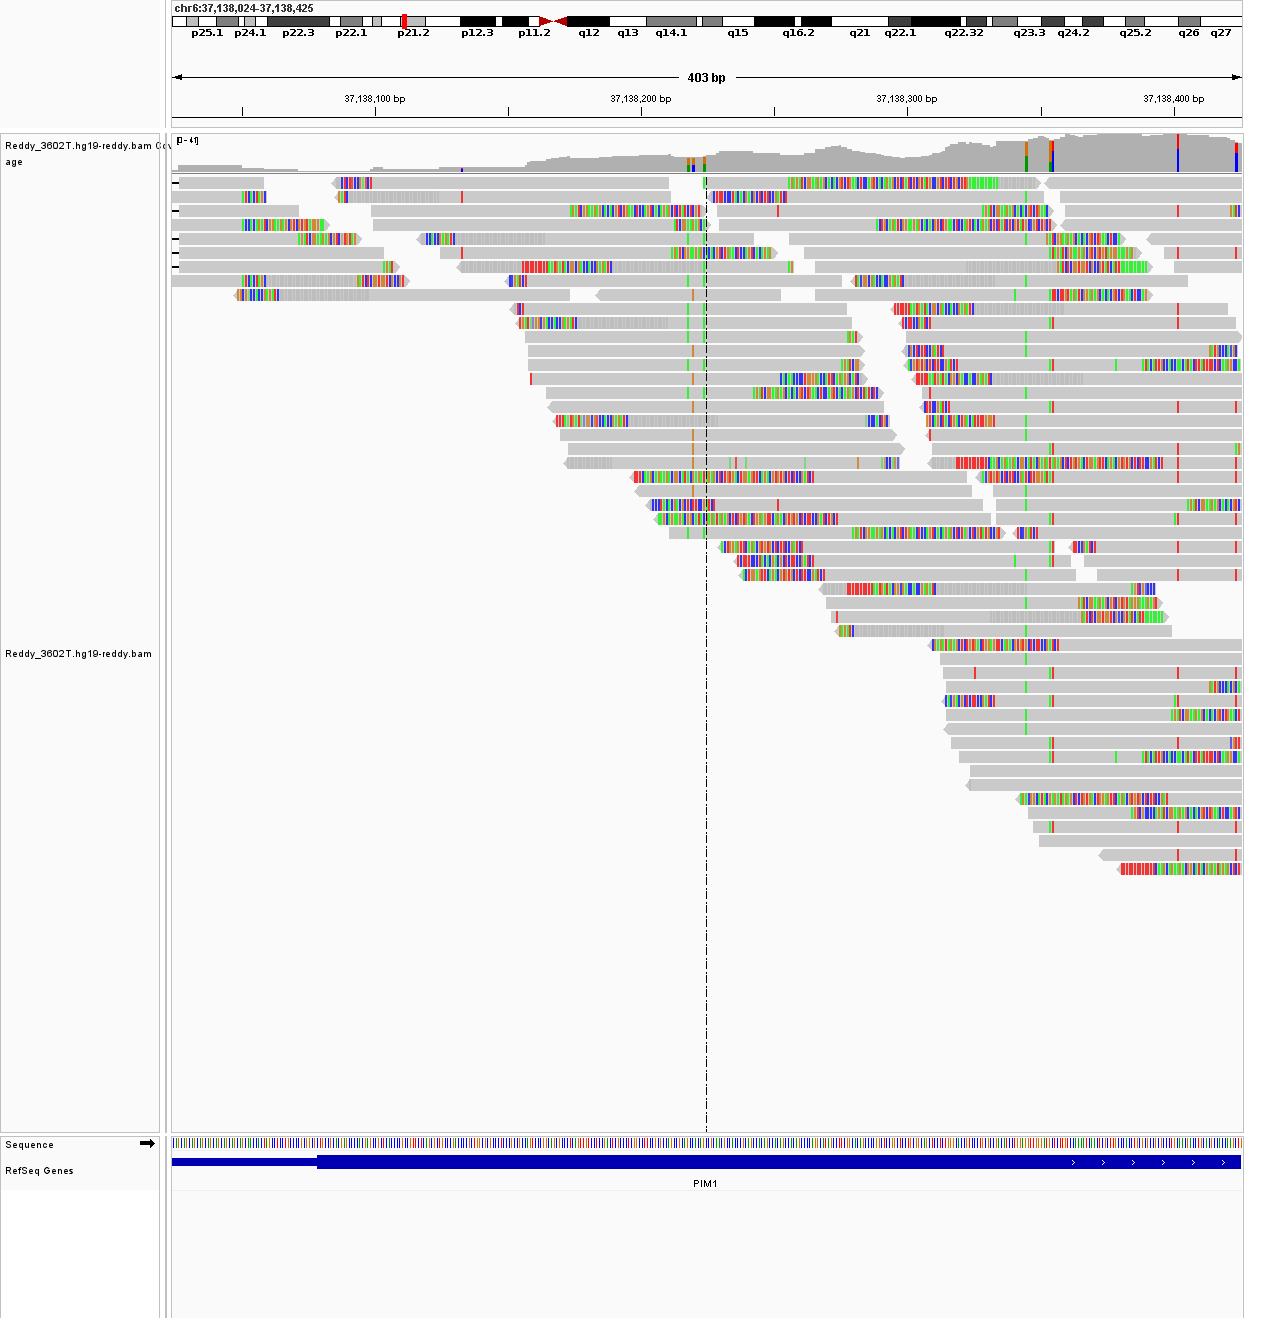 chr6:37,138,024-37,138,425
p25.1 p24.1 p22.3 p22.1 p21.2 p12.3 p11.2 q12 q13 q14.1 q15 q16.2 q21 q22.1 q22.32 q23.3 q24.2 q25.2 q26 q27
403 bp
37,138,100 bp 37,138,200 bp 37,138,300 bp 37,138,400 bp
[0 - 41]
Reddy_3602T.hg19-reddy.bam Cov
age
Reddy_3602T.hg19-reddy.bam
Sequence
RefSeq Genes
PIM1